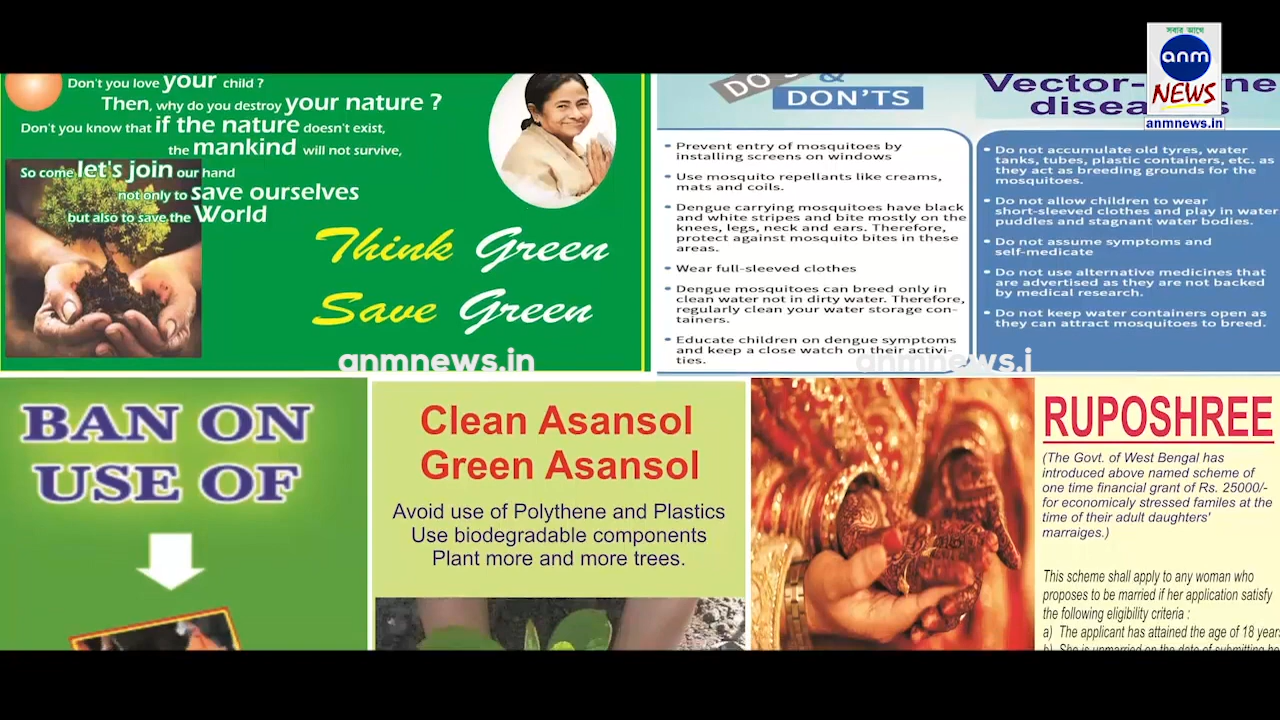 সবার আগে
anm
NEWS
anmnews.in
Don't you love your child ?
Then, why do you destroy your nature ?
Don't you know that if the nature doesn't exist,
the mankind will not survive,
So come let's join our hand
not only to save ourselves
but also to save the World
Think Green
Save Green
anmnews.in
DO'S &
DON'TS
• Prevent entry of mosquitoes by
installing screens on windows
• Use mosquito repellants like creams,
mats and coils.
• Dengue carrying mosquitoes have black
and white stripes and bite mostly on the
knees, legs, neck and ears. Therefore,
protect against mosquito bites in these
areas.
• Wear full-sleeved clothes
• Dengue mosquitoes can breed only in
clean water not in dirty water. Therefore,
regularly clean your water storage con-
tainers.
• Educate children on dengue symptoms
and keep a close watch on their activi-
ties.
anmnews.i
Vector-
• Do not accumulate old tyres, water
tanks, tubes, plastic containers, etc. as
they act as breeding grounds for the
mosquitoes.
• Do not allow children to wear
short-sleeved clothes and play in water
puddles and stagnant water bodies.
• Do not assume symptoms and
self-medicate
• Do not use alternative medicines that
are advertised as they are not backed
by medical research.
• Do not keep water containers open as
they can attract mosquitoes to breed.
BAN ON
USE OF
Clean Asansol
Green Asansol
Avoid use of Polythene and Plastics
Use biodegradable components
Plant more and more trees.
RUPOSHREE
(The Govt. of West Bengal has
introduced above named scheme of
one time financial grant of Rs. 25000/-
for economicaly stressed familes at the
time of their adult daughters'
marraiges.)
This scheme shall apply to any woman who
proposes to be married if her application satisfy
the following eligibility criteria :
a) The applicant has attained the age of 18 years
b) She is unmarried on the date of submitting